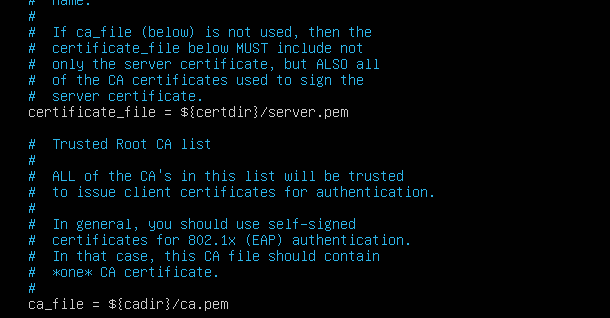 #  name.
#
#  If ca_file (below) is not used, then the
#  certificate_file below MUST include not
#  only the server certificate, but ALSO all
#  of the CA certificates used to sign the
#  server certificate.
certificate_file = ${certdir}/server.pem
#  Trusted Root CA list
#
#  ALL of the CA's in this list will be trusted
#  to issue client certificates for authentication.
#
#  In general, you should use self-signed
#  certificates for 802.1x (EAP) authentication.
#  In that case, this CA file should contain
#  *one* CA certificate.
#
ca_file = ${cadir}/ca.pem